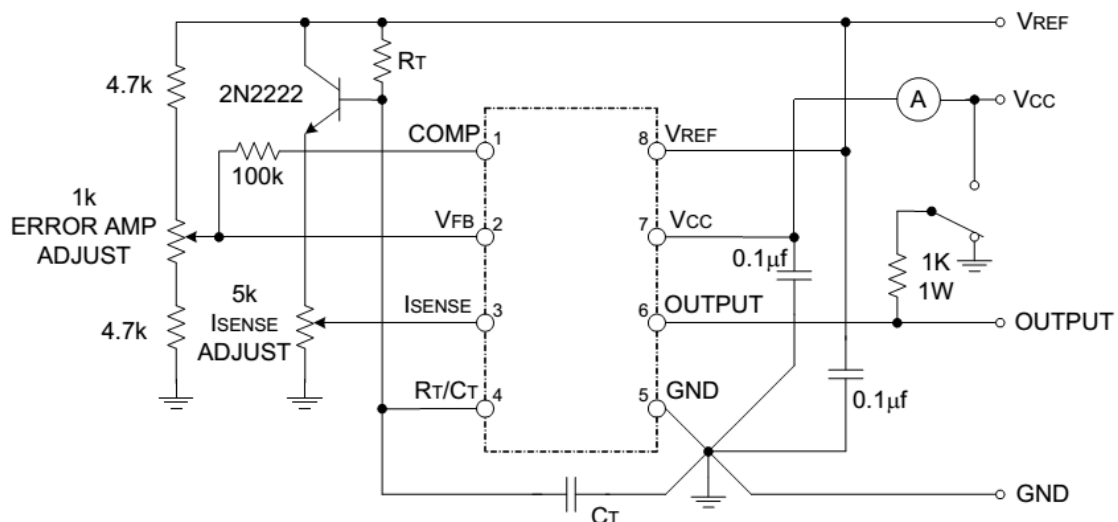 VREF
4.7k
2N2222
RT
A
VCC
COMP
1
8
VREF
100k
1k
ERROR AMP
ADJUST
VFB
2
7
VCC
0.1µf
1K
1W
5k
ISENSE
ADJUST
ISENSE
3
6
OUTPUT
OUTPUT
4.7k
RT/CT
4
5
GND
0.1µf
GND
CT